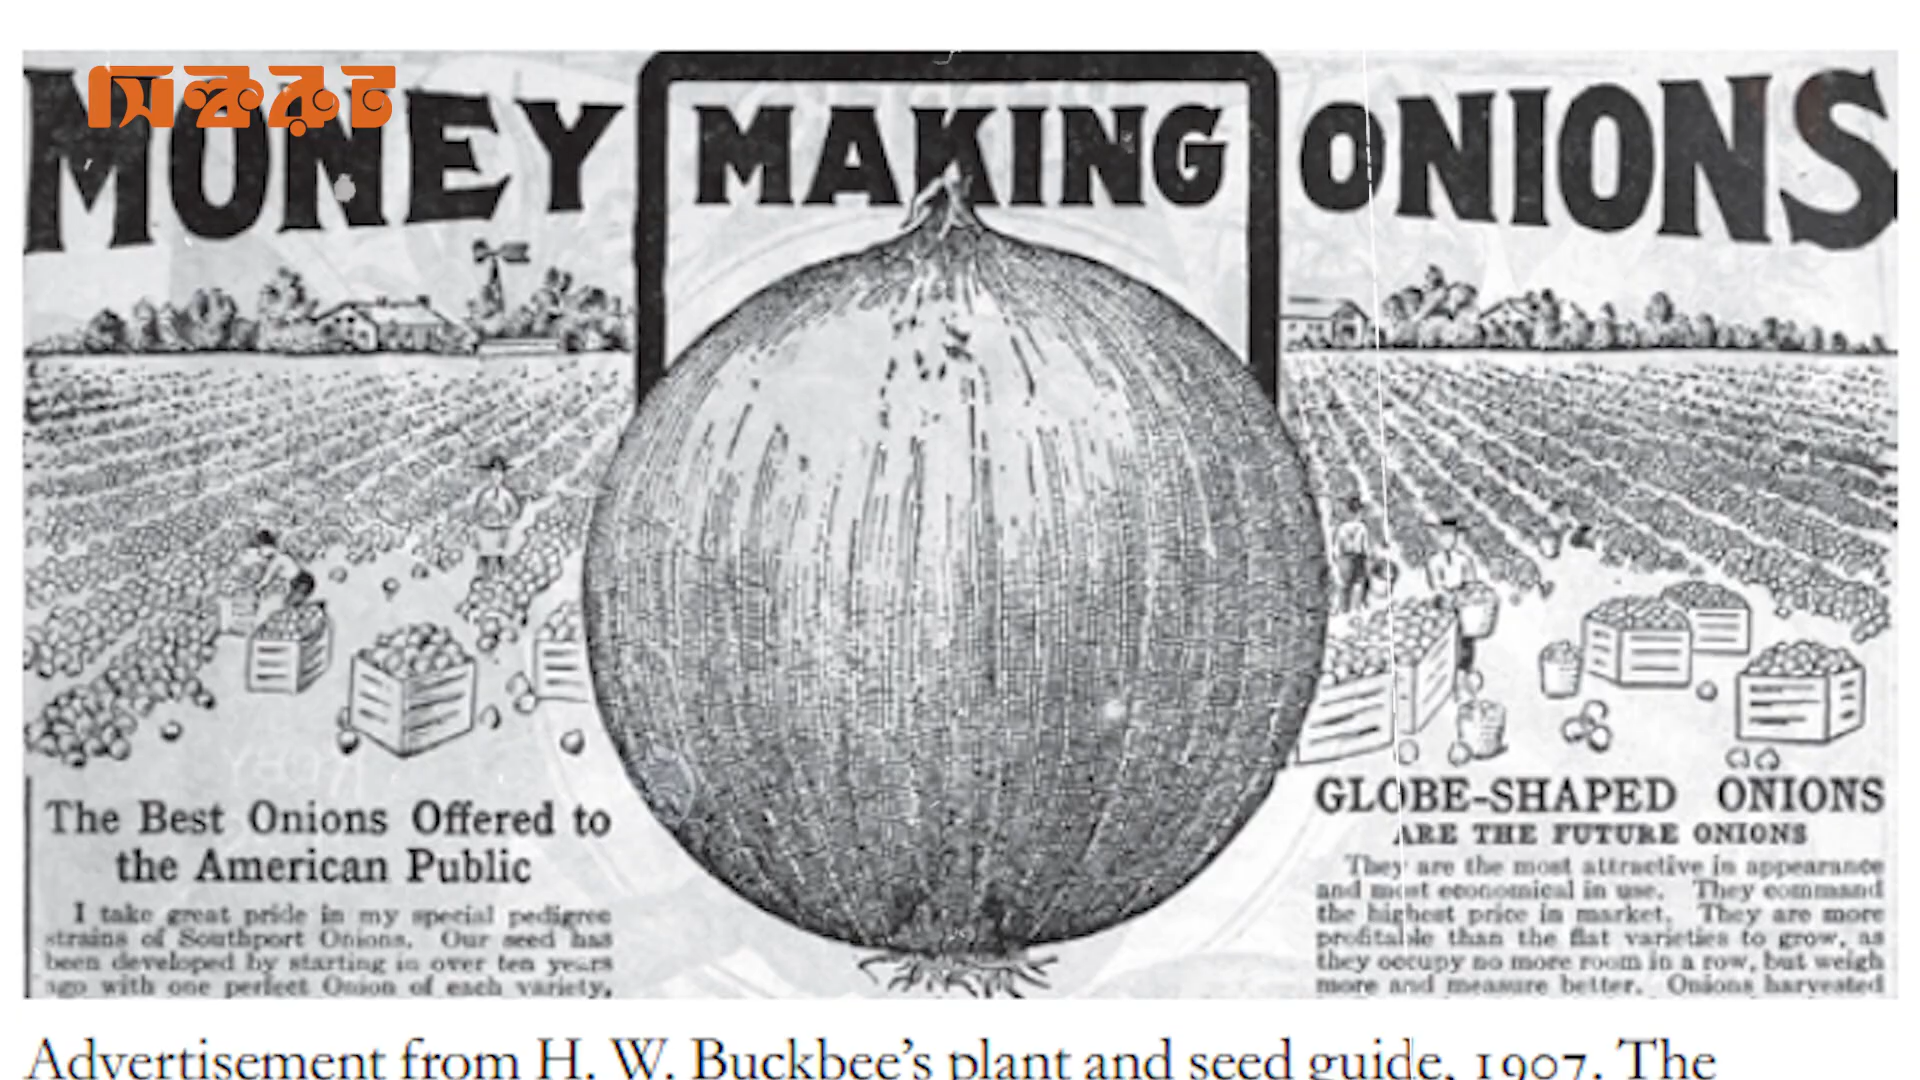 সিক্রেট
MONEY MAKING ONIONS
The Best Onions Offered to
the American Public
I take great pride in my special pedigree
strains of Southport Onions. Our seed has
been developed by starting in over ten years
ago with one perfect Onion of each variety,
GLOBE-SHAPED ONIONS
ARE THE FUTURE ONIONS
They are the most attractive in appearance
and most economical in use. They command
the highest price in market. They are more
profitable than the flat varieties to grow, as
they occupy no more room in a row, but weigh
more and measure better. Onions harvested
Advertisement from H. W. Buckbee’s plant and seed guide, 1907. The